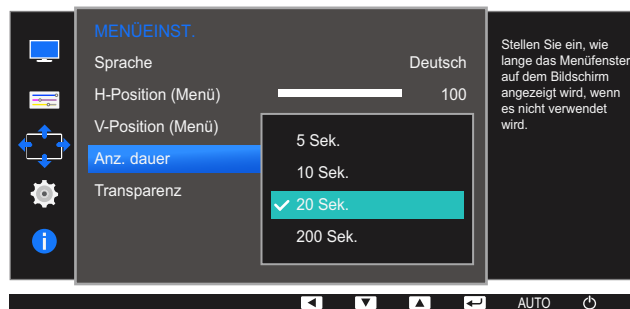 MENÜEINST.
Sprache Deutsch
H-Position (Menü) 100
V-Position (Menü)
Anz. dauer
Transparenz
5 Sek.
10 Sek.
20 Sek.
200 Sek.
Stellen Sie ein, wie
lange das Menüfenster
auf dem Bildschirm
angezeigt wird, wenn
es nicht verwendet
wird.
AUTO